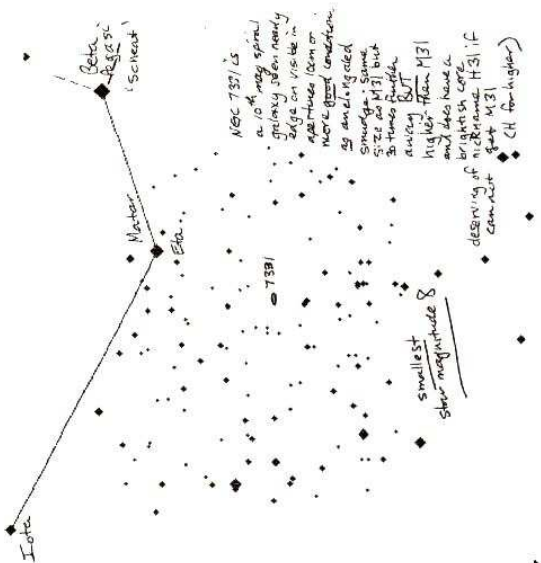 Beta
Pegasi
'Scheat'
Matar
Eta
Iota
7331
NGC 7331 is
a 10th mag spiral
galaxy seen nearly
edge on visible in
apertures 10cm or
more good condition.
as an elongated
smudge. same
size as M31 but
30 times further
away BUT
higher than M31
and does have a
brightish core
deserving of nickname H31 if
can not get M31
(H for higher)
smallest
star magnitude 8